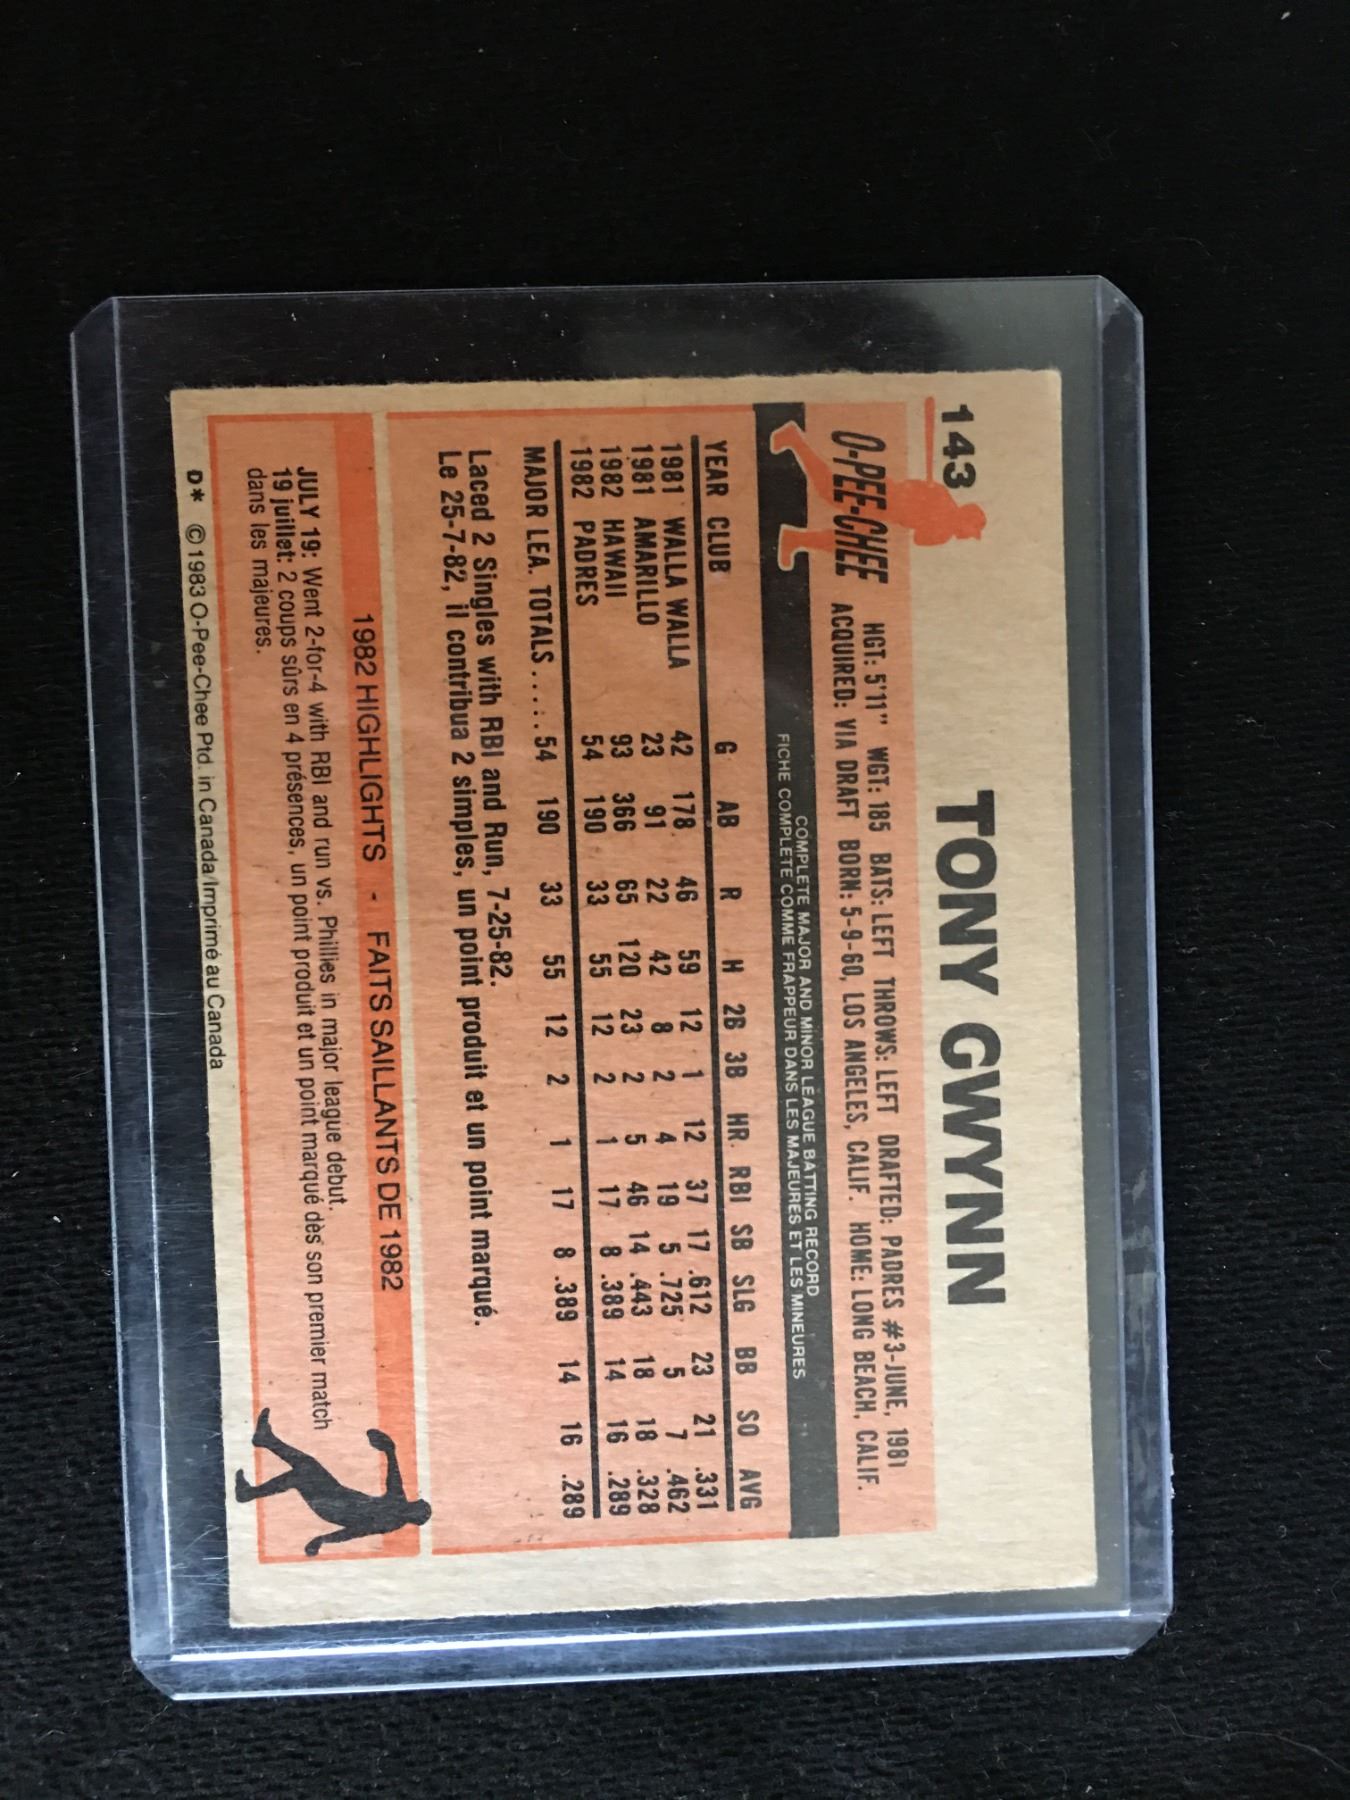 143
TONY GWYNN
O-PEE-CHEE
HGT: 5'11" WGT: 185 BATS: LEFT THROWS: LEFT DRAFTED: PADRES #3-JUNE, 1981
ACQUIRED: VIA DRAFT BORN: 5-9-60, LOS ANGELES, CALIF. HOME: LONG BEACH, CALIF.
COMPLETE MAJOR AND MINOR LEAGUE BATTING RECORD
FICHE COMPLETE COMME FRAPPEUR DANS LES MAJEURES ET LES MINEURES
YEAR CLUB G AB R H 2B 3B HR RBI SB SLG BB SO AVG
1981 WALLA WALLA 42 178 46 59 12 1 12 37 17 .612 23 21 .331
1981 AMARILLO 23 91 22 42 8 2 4 19 5 .725 5 7 .462
1982 HAWAII 93 366 65 120 23 2 5 46 14 .443 18 18 .328
1982 PADRES 54 190 33 55 12 2 1 17 8 .389 14 16 .289
MAJOR LEA. TOTALS . . . . . 54 190 33 55 12 2 1 17 8 .389 14 16 .289
Laced 2 Singles with RBI and Run, 7-25-82.
Le 25-7-82, il contribua 2 simples, un point produit et un point marqué.
1982 HIGHLIGHTS - FAITS SAILLANTS DE 1982
JULY 19: Went 2-for-4 with RBI and run vs. Phillies in major league debut.
19 juillet: 2 coups sûrs en 4 présences, un point produit et un point marqué dès son premier match
dans les majeures.
D* © 1983 O-Pee-Chee Ptd. in Canada/Imprimé au Canada